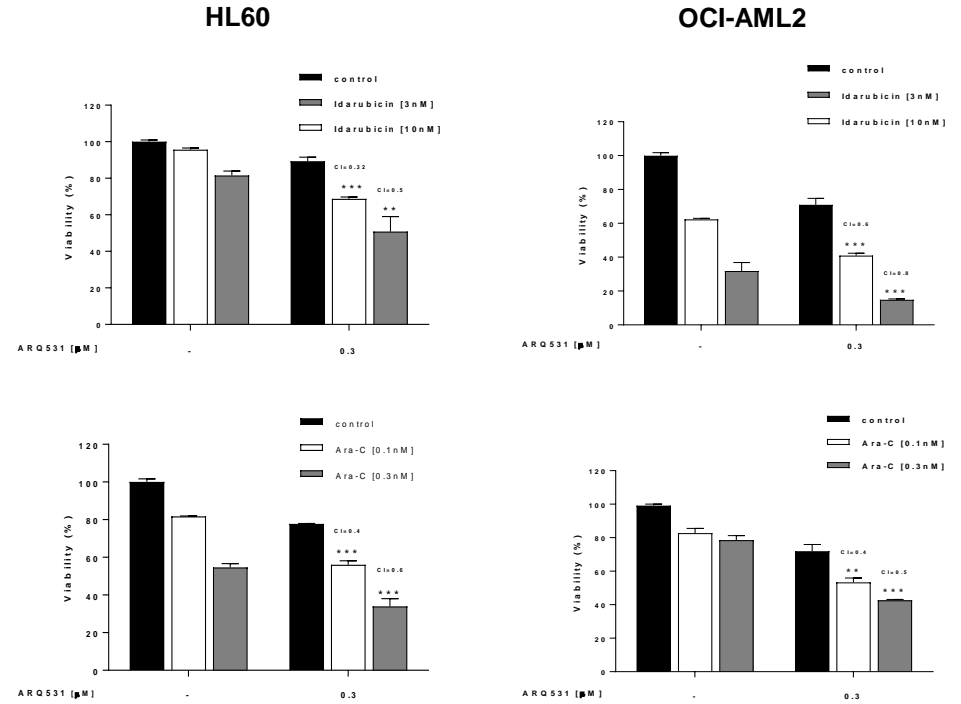 HL60
OCI-AML2
control
Idarubicin [3nM]
Idarubicin [10nM]
120
100
80
60
40
20
0
Viability (%)
CI=0.32
***
CI=0.5
**
ARQ531 [µM]
-
0.3
control
Idarubicin [3nM]
Idarubicin [10nM]
120
100
80
60
40
20
0
Viability (%)
CI=0.6
***
CI=0.8
***
ARQ531 [µM]
-
0.3
control
Ara-C [0.1nM]
Ara-C [0.3nM]
120
100
80
60
40
20
0
Viability (%)
CI=0.4
***
CI=0.6
***
ARQ531 [µM]
-
0.3
control
Ara-C [0.1nM]
Ara-C [0.3nM]
120
100
80
60
40
20
0
Viability (%)
CI=0.4
**
CI=0.5
***
ARQ531 [µM]
-
0.3